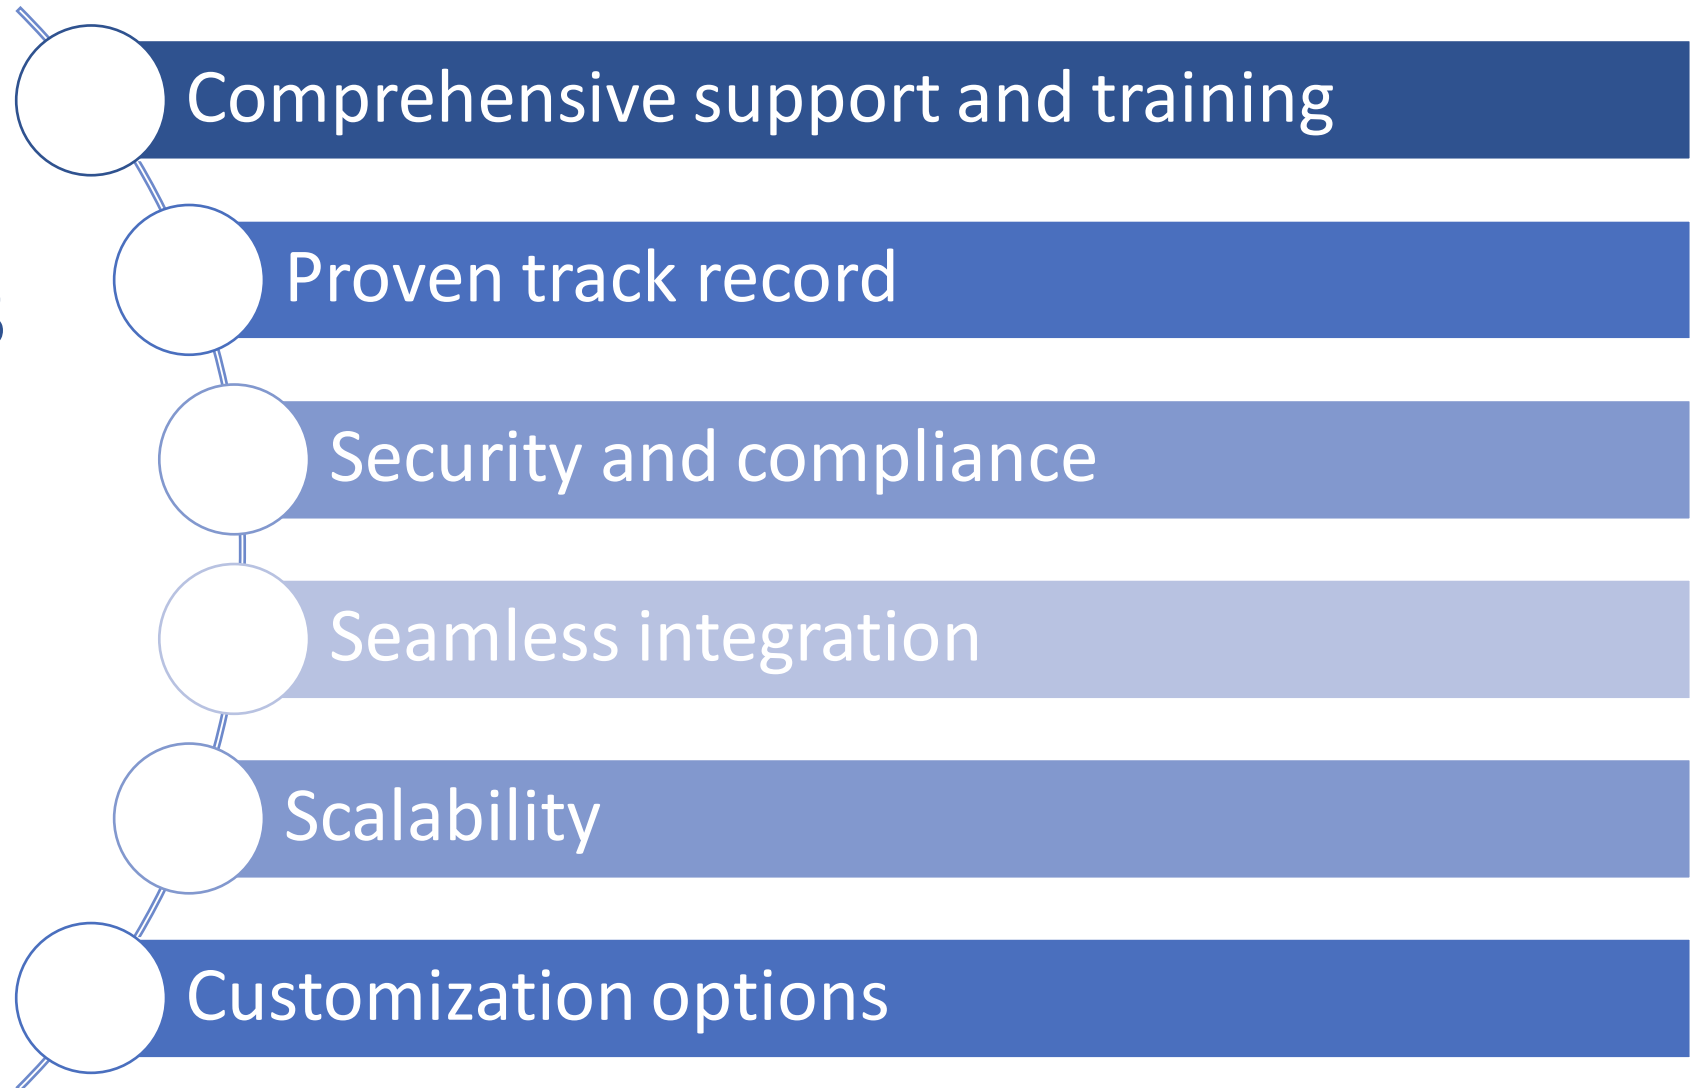 Comprehensive support and training
Proven track record
Security and compliance
Seamless integration
Scalability
Customization options